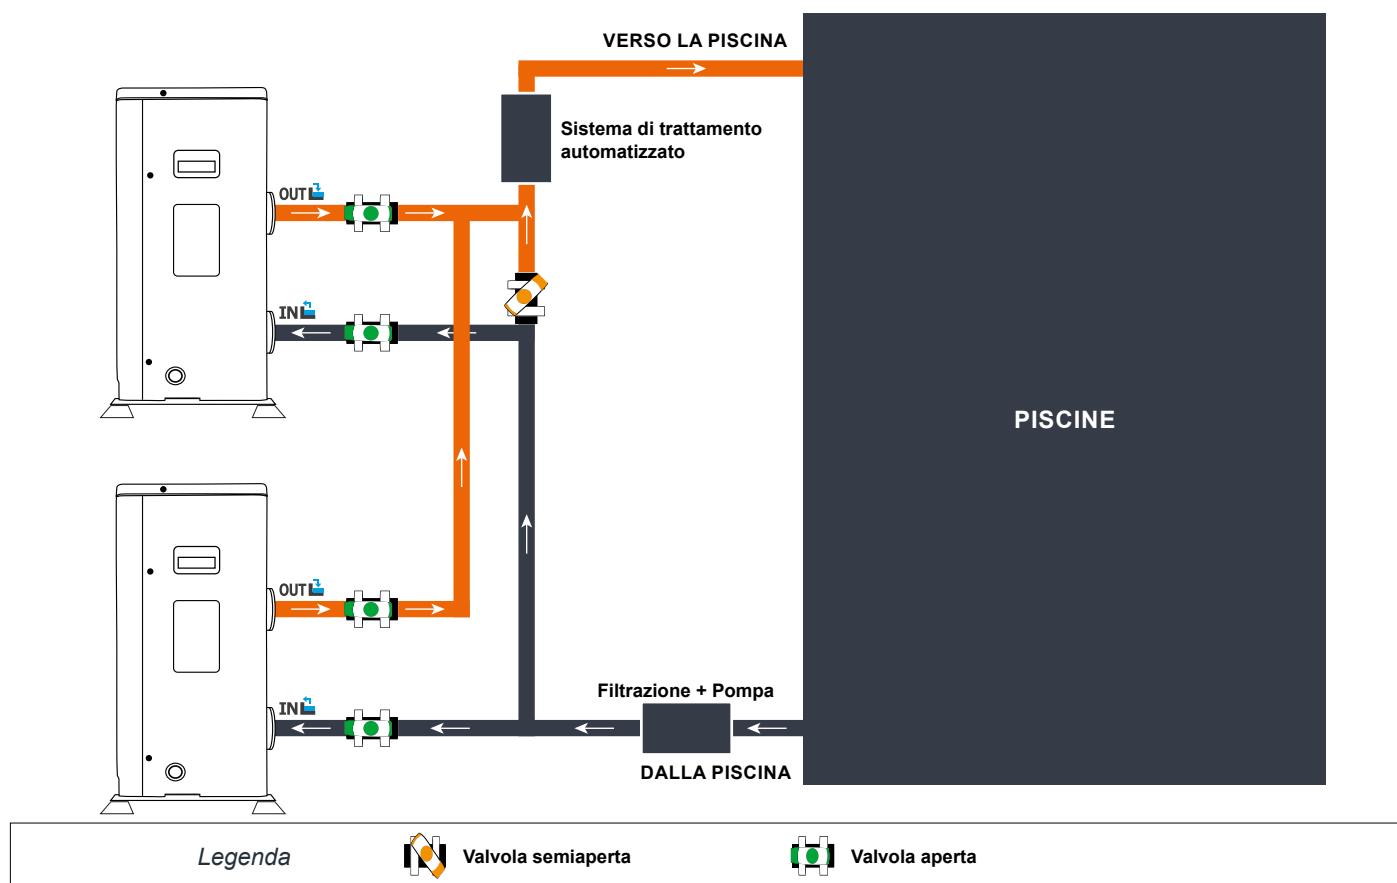 VERSO LA PISCINA
Sistema di trattamento
automatizzato
OUT
IN
PISCINE
OUT
IN
Filtrazione + Pompa
DALLA PISCINA
Legenda
Valvola semiaperta
Valvola aperta